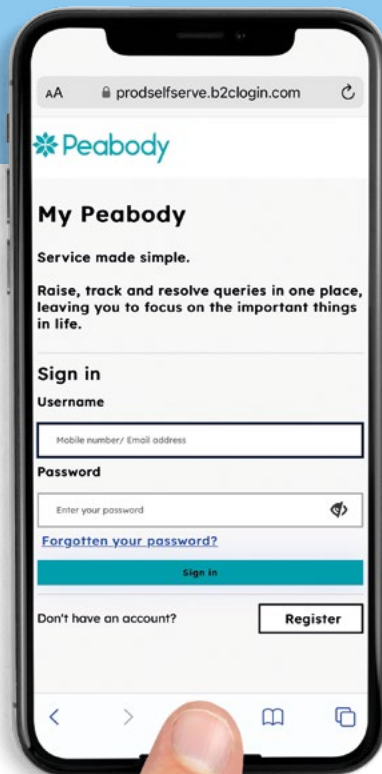 AA prodselfserve.b2clogin.com
Peabody
My Peabody
Service made simple.
Raise, track and resolve queries in one place,
leaving you to focus on the important things
in life.
Sign in
Username
Mobile number/ Email address
Password
Enter your password
Forgotten your password?
Sign in
Don't have an account? Register